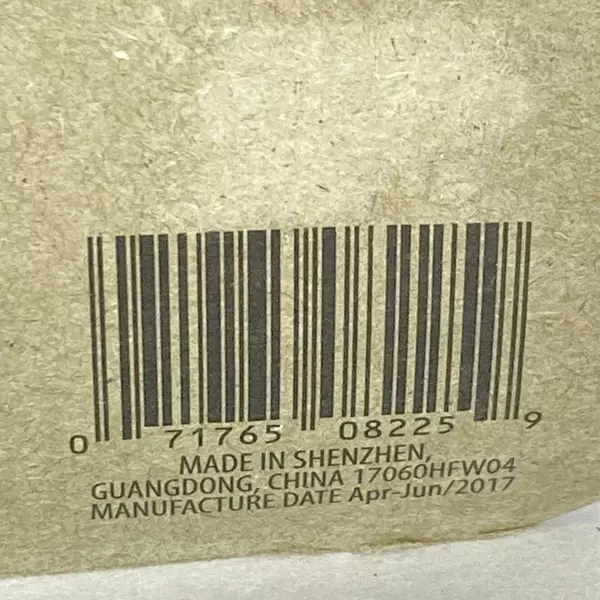 0 71765 08225 9
MADE IN SHENZHEN,
GUANGDONG, CHINA 17060HFW04
MANUFACTURE DATE Apr-Jun/2017